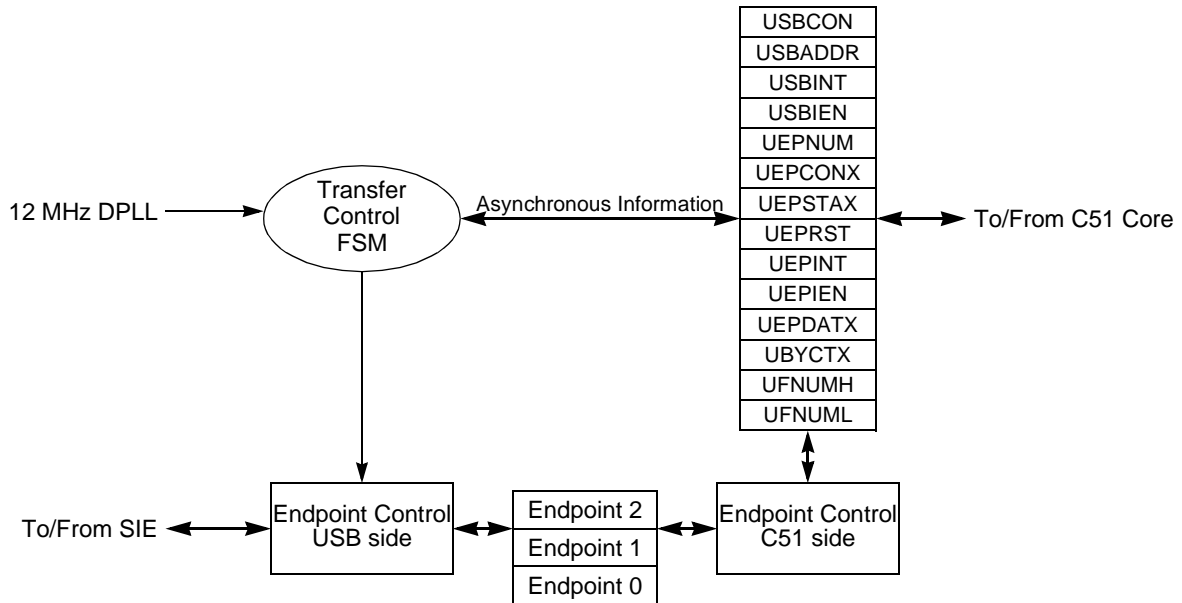 USBCON
USBADDR
USBINT
USBIEN
UEPNUM
UEPCONX
UEPSTAX
UEPRST
UEPINT
UEPIEN
UEPDATX
UBYCTX
UFNUMH
UFNUML
12 MHz DPLL
Transfer
Control
FSM
Asynchronous Information
To/From C51 Core
To/From SIE
Endpoint Control
USB side
Endpoint 2
Endpoint 1
Endpoint 0
Endpoint Control
C51 side